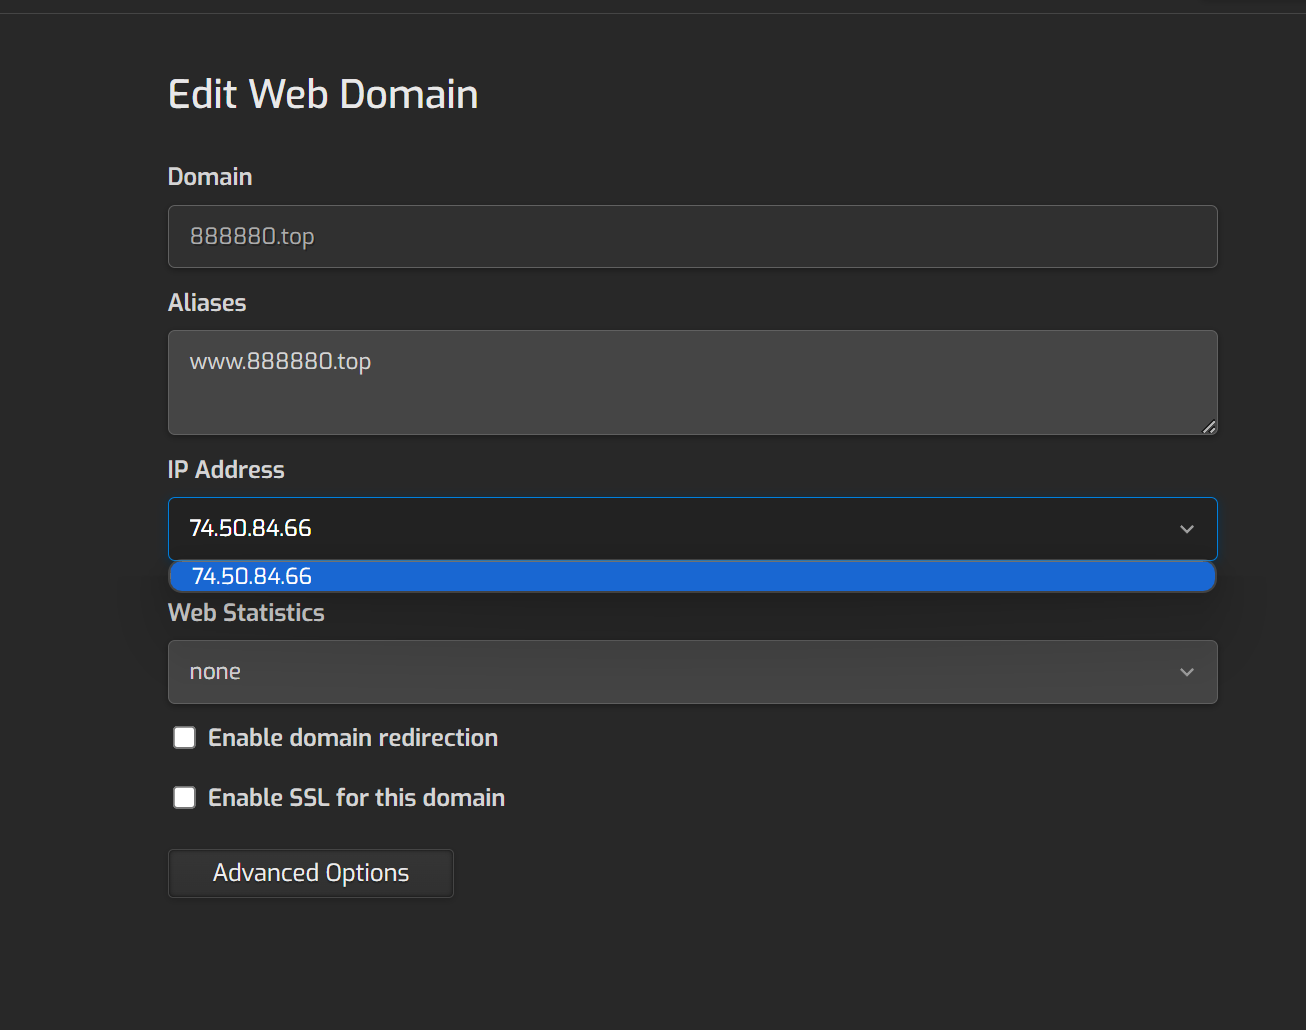 Edit Web Domain
Domain
888880.top
Aliases
www.888880.top
IP Address
74.50.84.66
74.50.84.66
Web Statistics
none
Enable domain redirection
Enable SSL for this domain
Advanced Options